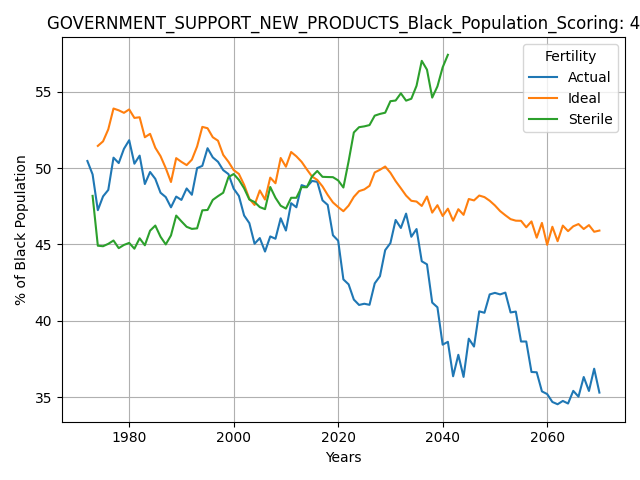 GOVERNMENT_SUPPORT_NEW_PRODUCTS_Black_Population_Scoring: 4
Fertility
Actual
Ideal
Sterile
% of Black Population
55
50
45
40
35
1980 2000 2020 2040 2060
Years